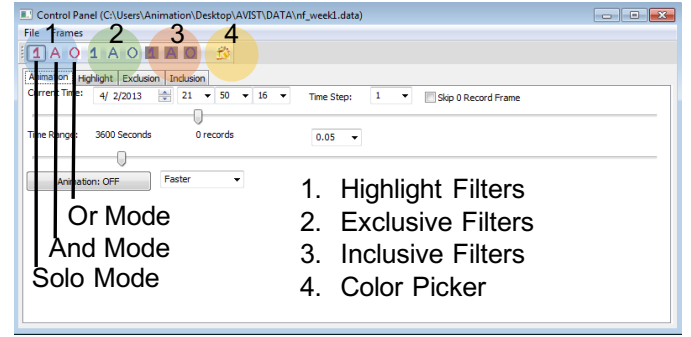 Control Panel (C:\Users\Animation\Desktop\AVIST\DATA\nf_week1.data)
File Frames
1 2 3 4
1 A O 1 A O 1 A O
Animation Highlight Exclusion Inclusion
Current Time: 4/ 2/2013 21 50 16 Time Step: 1 Skip 0 Record Frame
Time Range: 3600 Seconds 0 records 0.05
Animation: OFF Faster
1. Highlight Filters
Or Mode
2. Exclusive Filters
And Mode
3. Inclusive Filters
Solo Mode
4. Color Picker